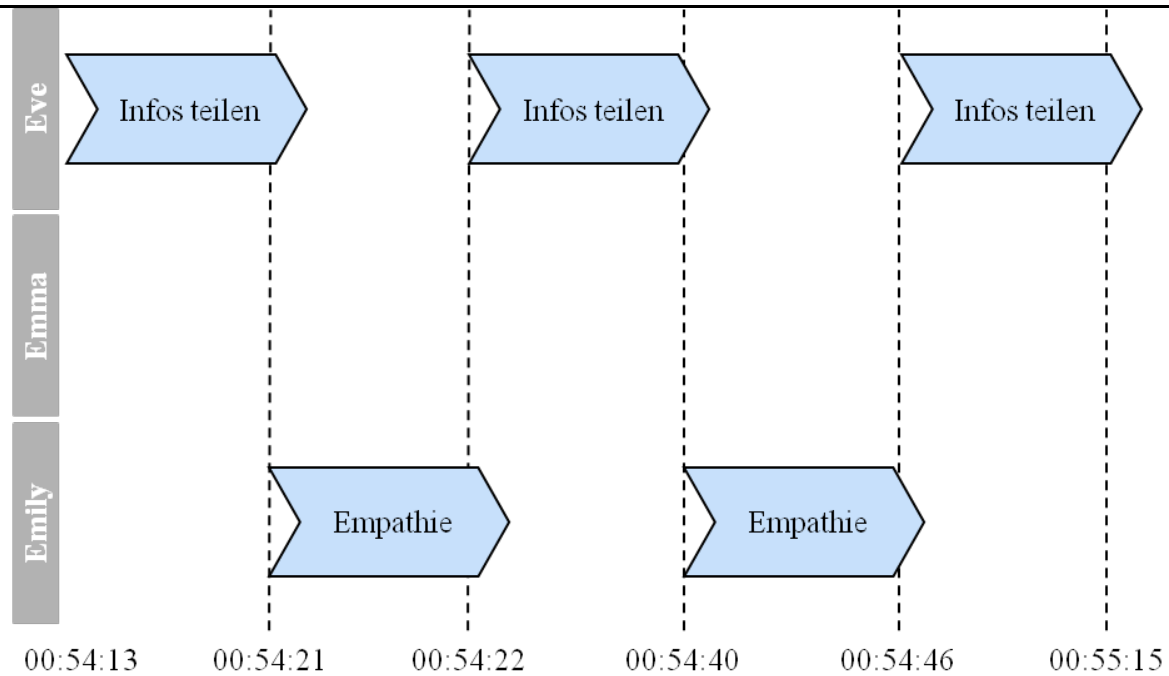 Eve
Infos teilen
Infos teilen
Infos teilen
Emma
Emily
Empathie
Empathie
00:54:13
00:54:21
00:54:22
00:54:40
00:54:46
00:55:15